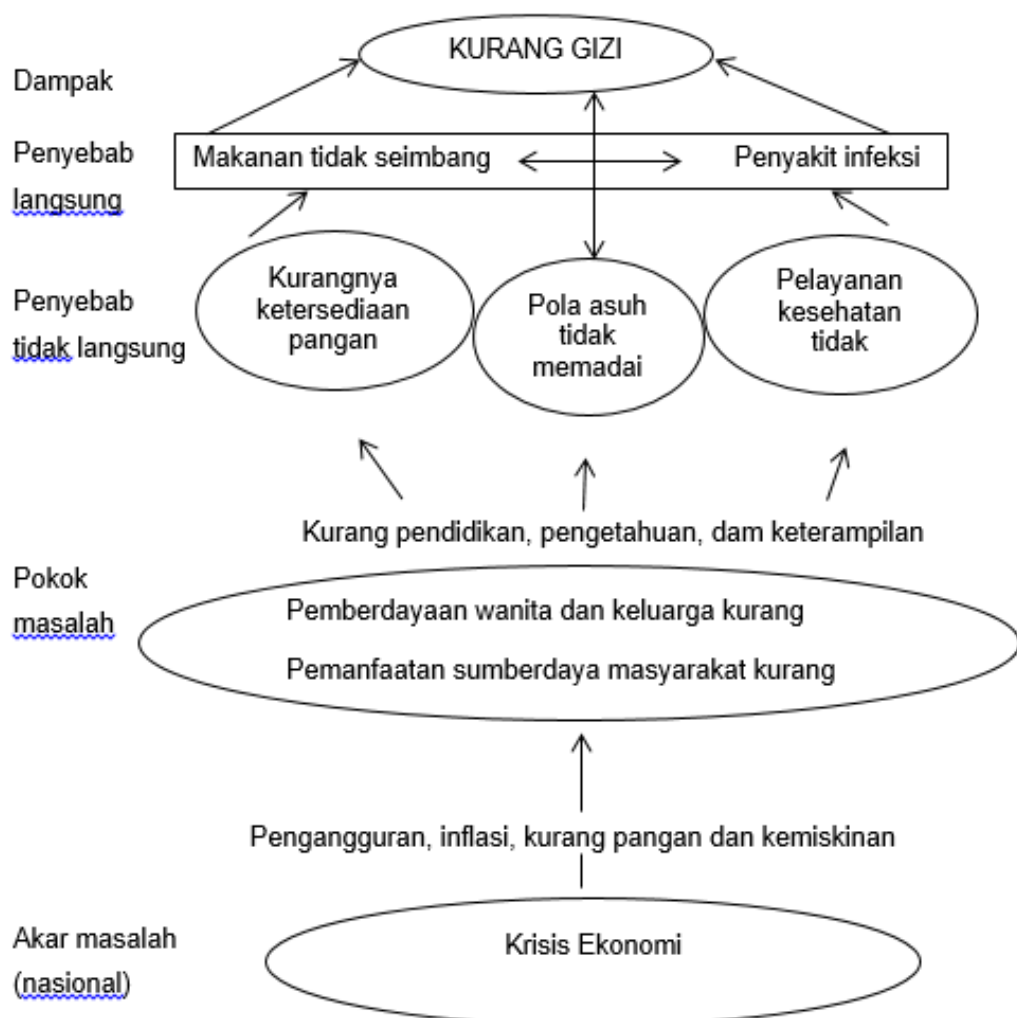 KURANG GIZI
Dampak
Penyebab
langsung
Makanan tidak seimbang
Penyakit infeksi
Penyebab
tidak langsung
Kurangnya
ketersediaan
pangan
Pola asuh
tidak
memadai
Pelayanan
kesehatan
tidak
Kurang pendidikan, pengetahuan, dam keterampilan
Pokok
masalah
Pemberdayaan wanita dan keluarga kurang
Pemanfaatan sumberdaya masyarakat kurang
Pengangguran, inflasi, kurang pangan dan kemiskinan
Akar masalah
(nasional)
Krisis Ekonomi